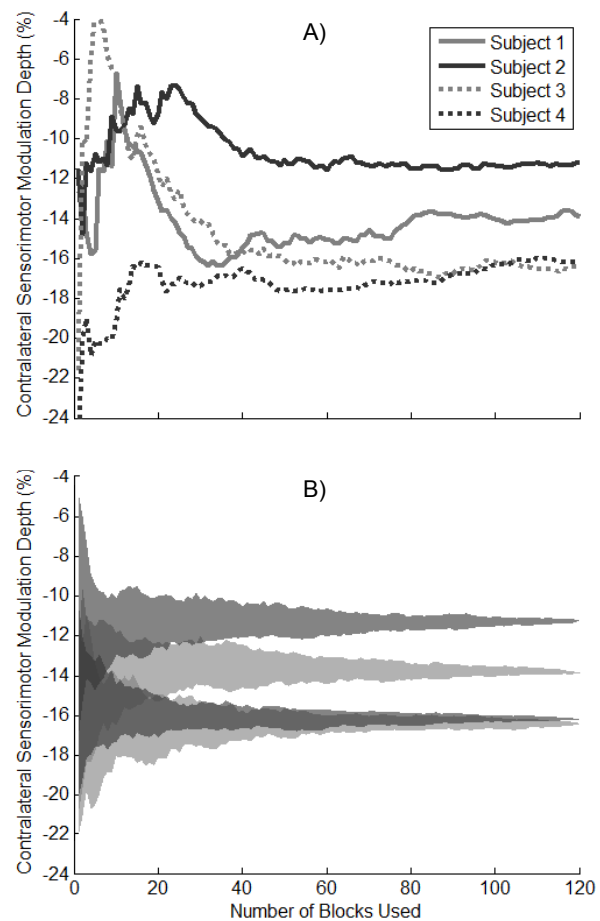 A)
Contralateral Sensorimotor Modulation Depth (%)
-4
-6
-8
-10
-12
-14
-16
-18
-20
-22
-24
Subject 1
Subject 2
Subject 3
Subject 4
B)
Contralateral Sensorimotor Modulation Depth (%)
-4
-6
-8
-10
-12
-14
-16
-18
-20
-22
-24
0 20 40 60 80 100 120
Number of Blocks Used